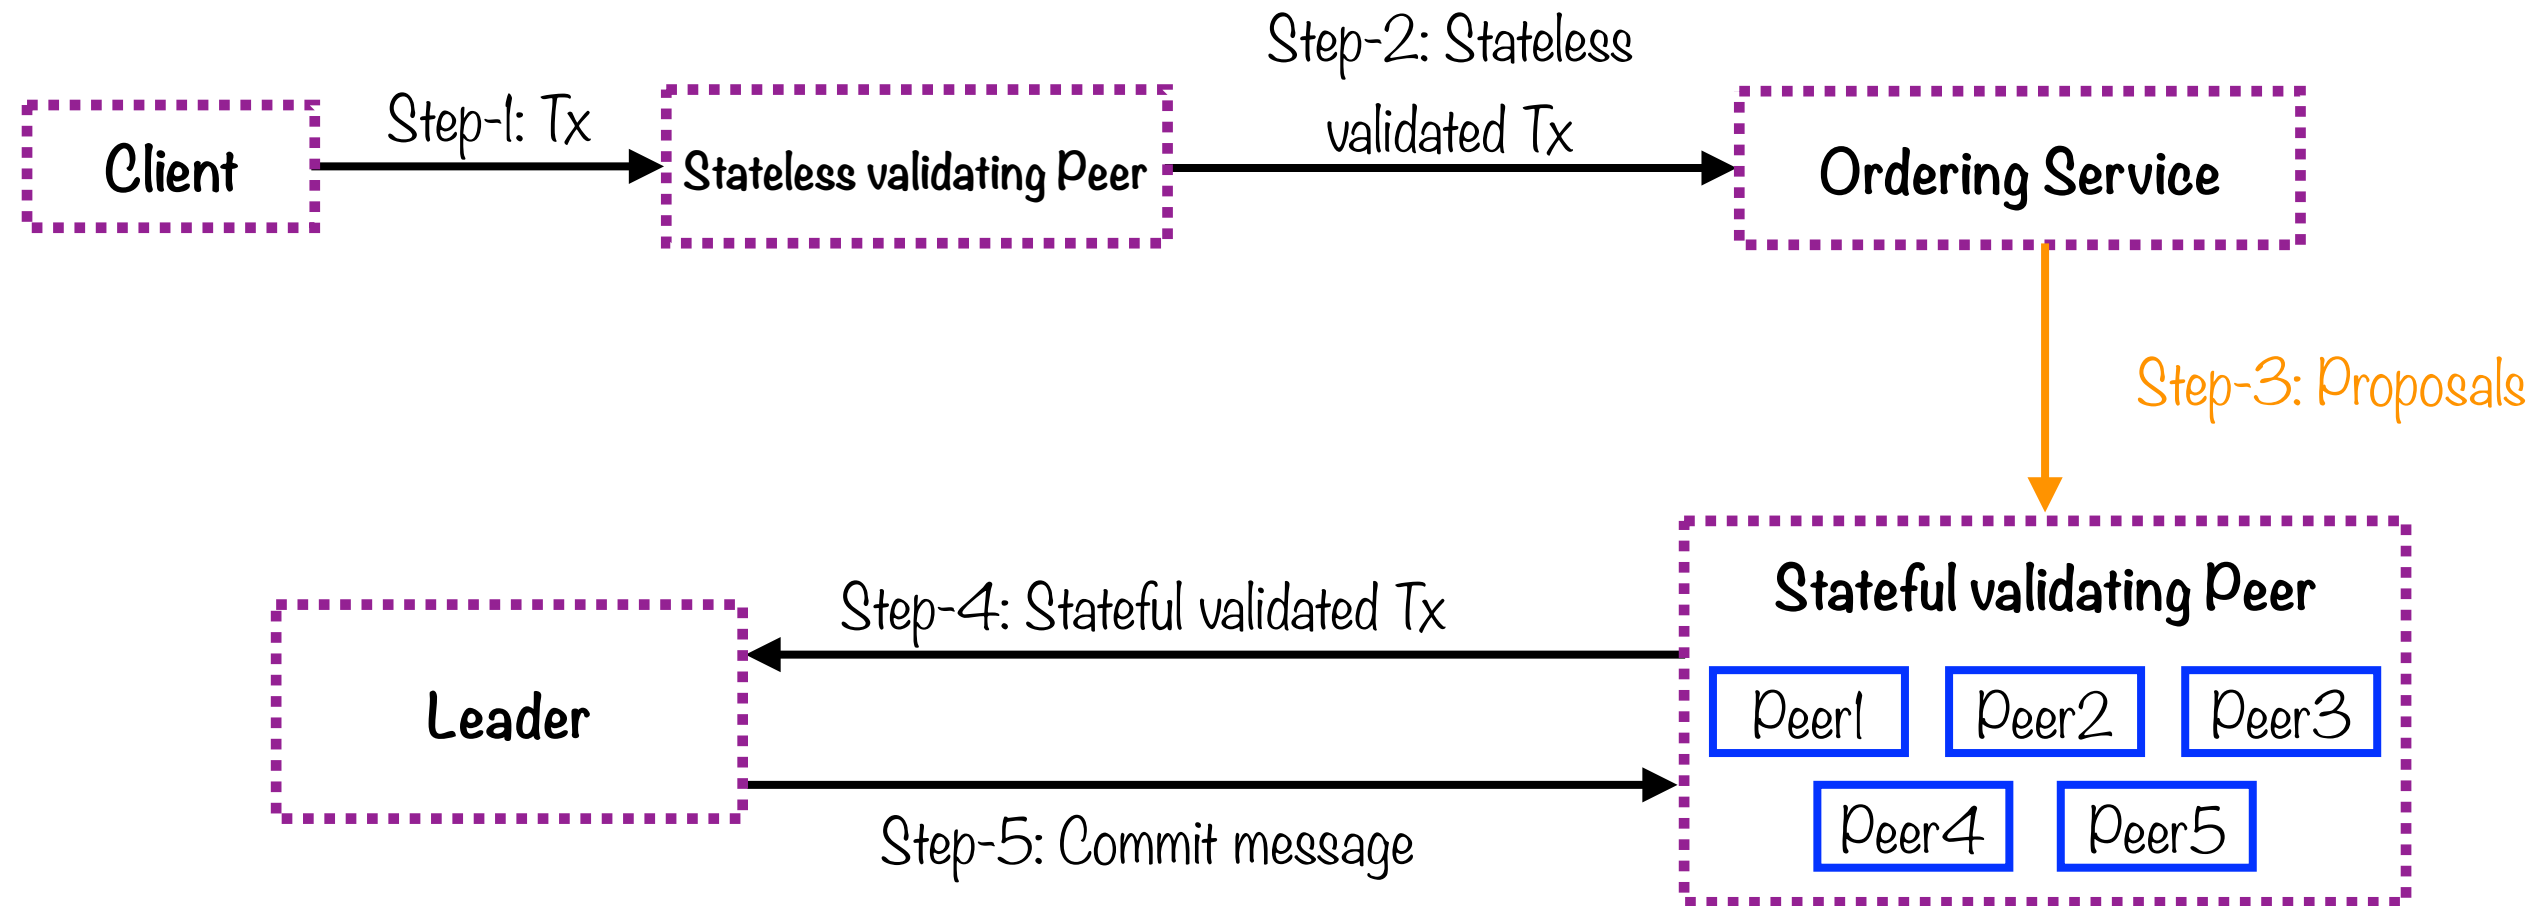 Client
Step-1: Tx
Stateless validating Peer
Step-2: Stateless
validated Tx
Ordering Service
Step-3: Proposals
Stateful validating Peer
Peer1
Peer2
Peer3
Peer4
Peer5
Step-4: Stateful validated Tx
Leader
Step-5: Commit message